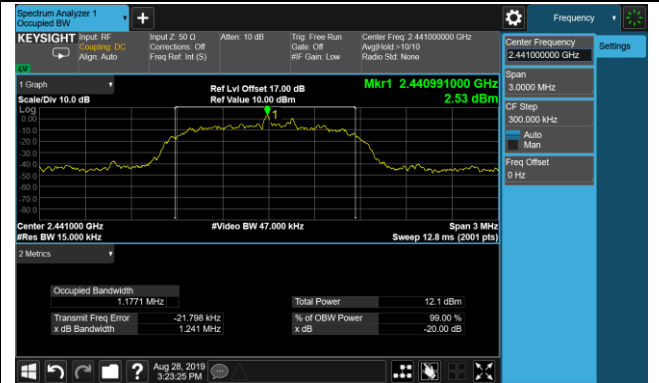 Spectrum Analyzer 1
Occupied BW
+
Frequency
KEYSIGHT
Input: RF
Coupling: DC
Align: Auto
Input Z: 50 Ω
Corrections: Off
Freq Ref: Int (S)
Atten: 10 dB
Trig: Free Run
Gate: Off
#IF Gain: Low
Center Freq: 2.441000000 GHz
Avg|Hold:>10/10
Radio Std: None
Center Frequency
2.441000000 GHz
Settings
Span
3.0000 MHz
CF Step
300.000 kHz
Auto
Man
Freq Offset
0 Hz
1 Graph
Scale/Div 10.0 dB
Ref Lvl Offset 17.00 dB
Ref Value 10.00 dBm
Mkr1 2.440991000 GHz
2.53 dBm
Log
0.00
-10.0
-20.0
-30.0
-40.0
-50.0
-60.0
-70.0
-80.0
1
Center 2.441000 GHz
#Res BW 15.000 kHz
#Video BW 47.000 kHz
Span 3 MHz
Sweep 12.8 ms (2001 pts)
2 Metrics
Occupied Bandwidth
1.1771 MHz
Total Power 12.1 dBm
Transmit Freq Error -21.798 kHz
% of OBW Power 99.00 %
x dB Bandwidth 1.241 MHz
x dB -20.00 dB
?
Aug 28, 2019
3:23:25 PM